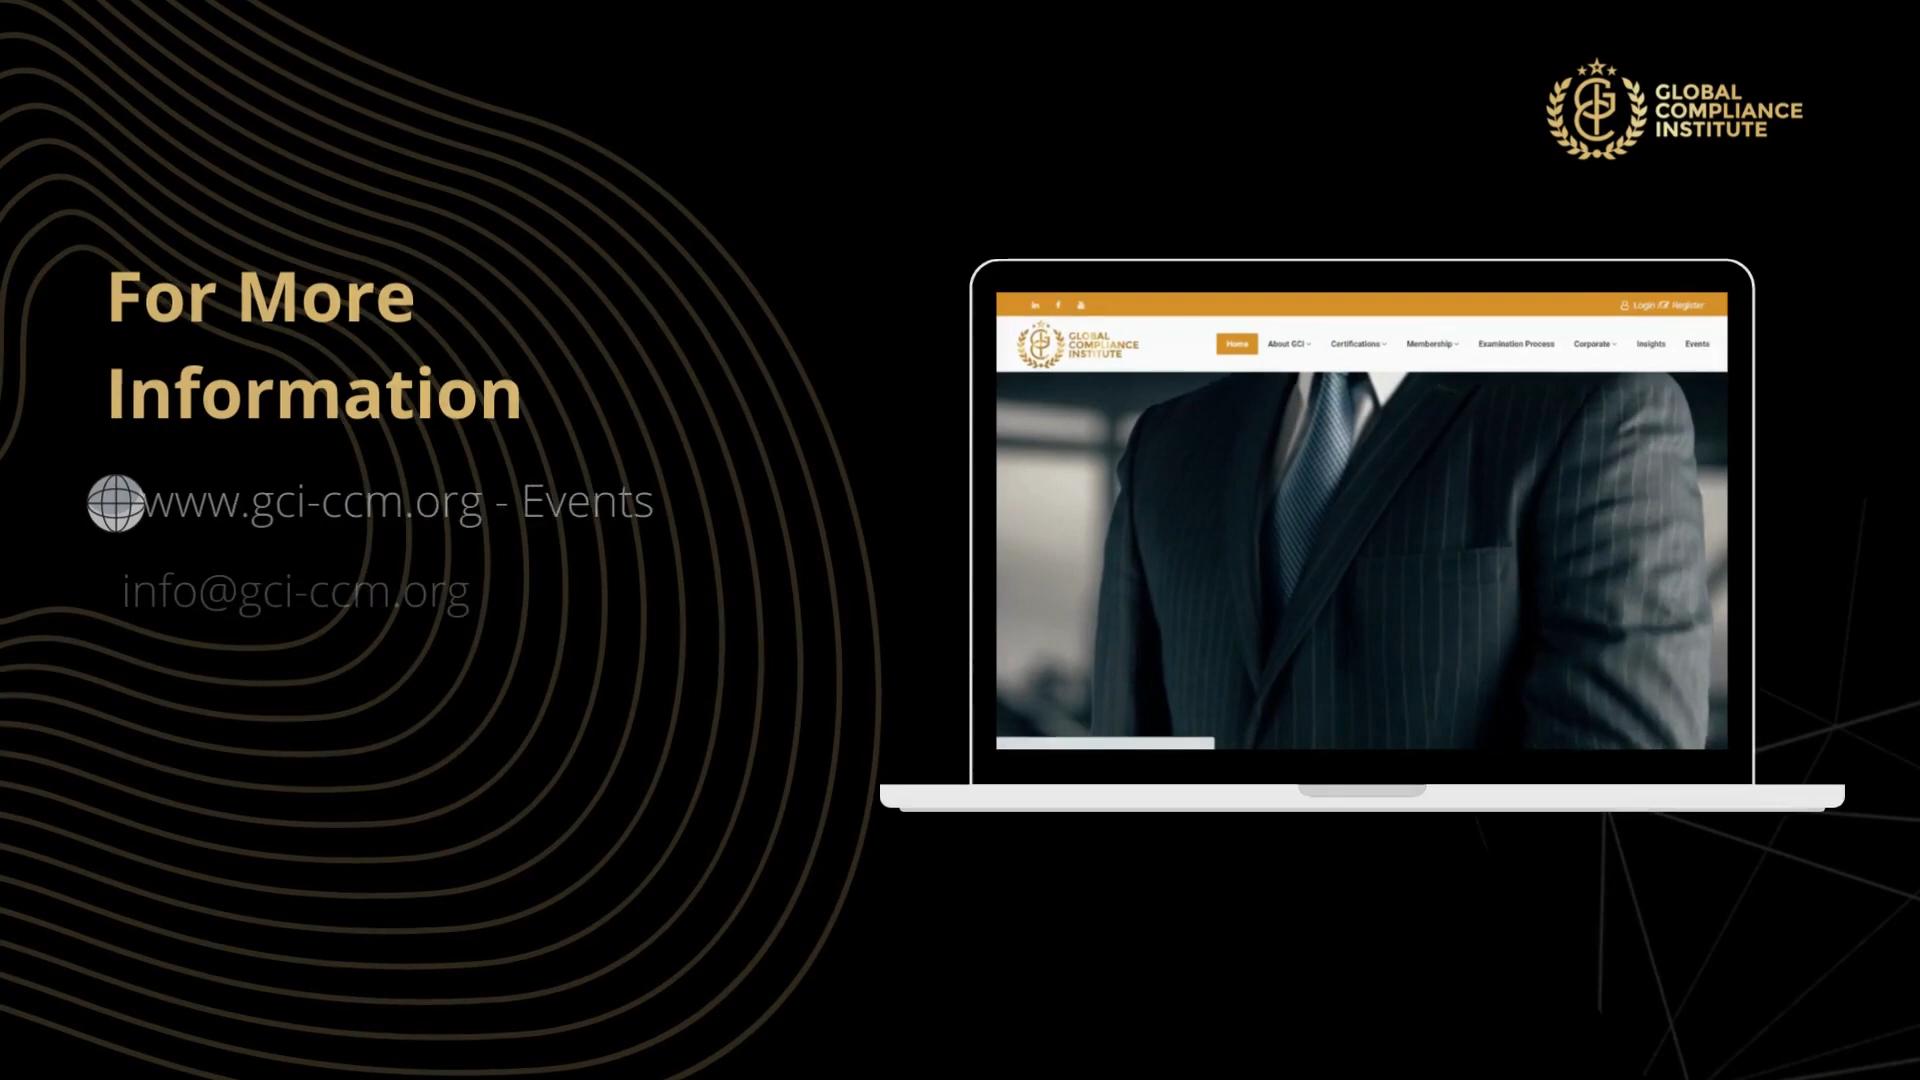 GLOBAL
COMPLIANCE
INSTITUTE
For More
Information
www.gci-ccm.org - Events
info@gci-ccm.org
in f
Login Register
GLOBAL
COMPLIANCE
INSTITUTE
Home About GCI Certifications Membership Examination Process Corporate Insights Events